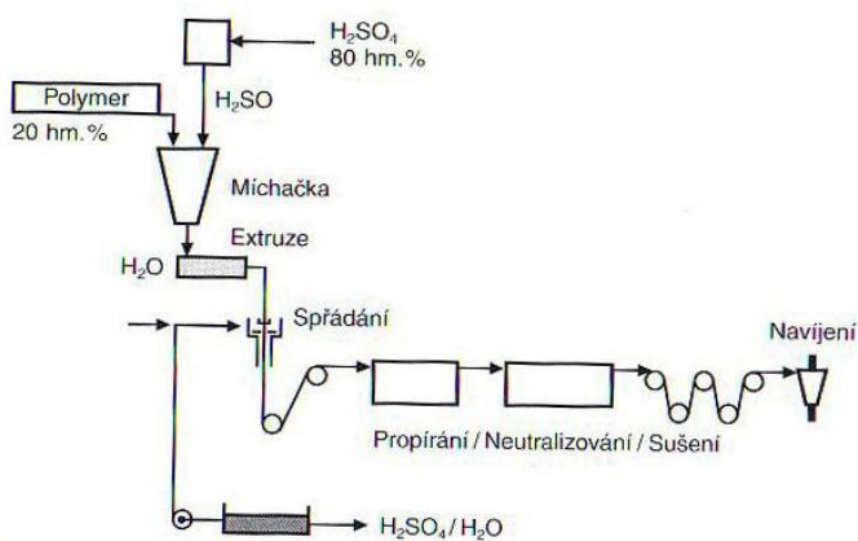 H₂SO₄
80 hm.%
H₂SO
Polymer
20 hm.%
Míchačka
Extruze
H₂O
Spřádání
Navíjení
Propírání / Neutralizování / Sušení
H₂SO₄ / H₂O